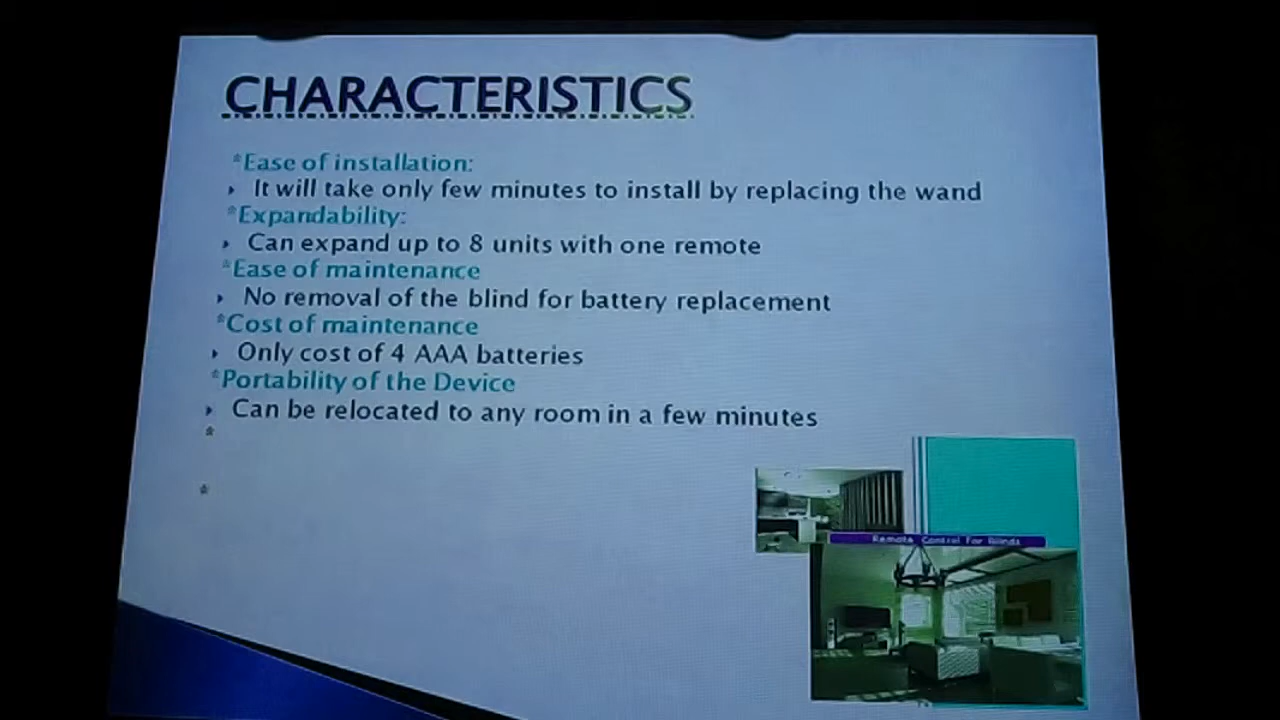 CHARACTERISTICS
*Ease of installation:
It will take only few minutes to install by replacing the wand
*Expandability:
Can expand up to 8 units with one remote
*Ease of maintenance
No removal of the blind for battery replacement
*Cost of maintenance
Only cost of 4 AAA batteries
*Portability of the Device
Can be relocated to any room in a few minutes
*
*
Remote Control For Blinds